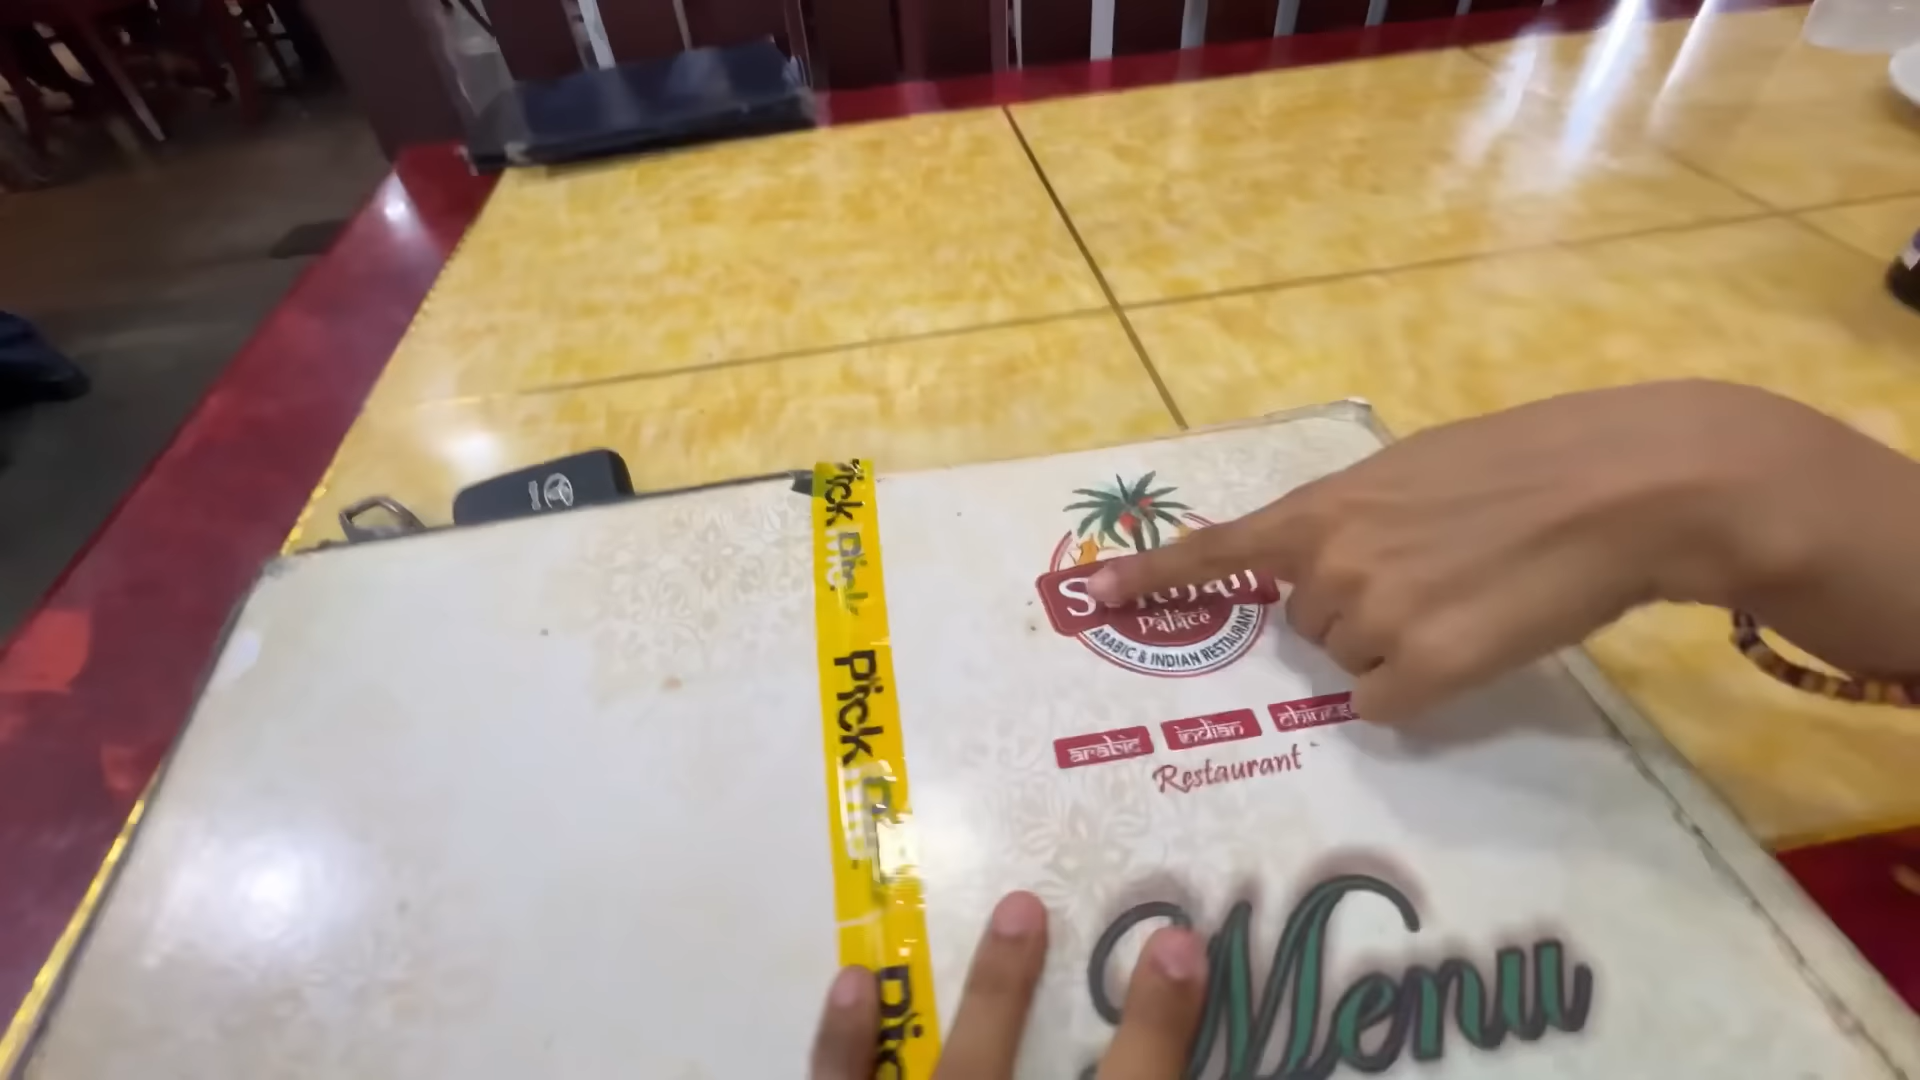 Pick
Pick
Palace
ARABIC & INDIAN RESTAURANT
arabic indian
Restaurant
Menu